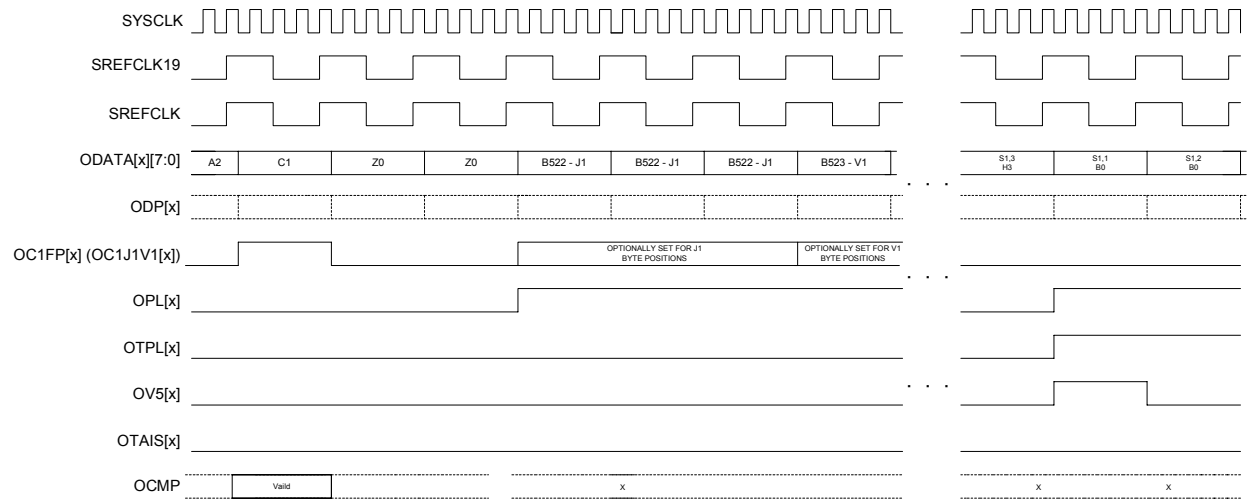 SYSCLK
SREFCLK19
SREFCLK
ODATA[x][7:0] A2 C1 Z0 Z0 B522 - J1 B522 - J1 B522 - J1 B523 - V1 S1,3 S1,1 S1,2
H3 B0 B0
. . .
ODP[x]
OC1FP[x] (OC1J1V1[x]) OPTIONALLY SET FOR J1 OPTIONALLY SET FOR V1
BYTE POSITIONS BYTE POSITIONS
. . .
OPL[x]
OTPL[x]
OV5[x] . . .
OTAIS[x]
OCMP Vaild X X X